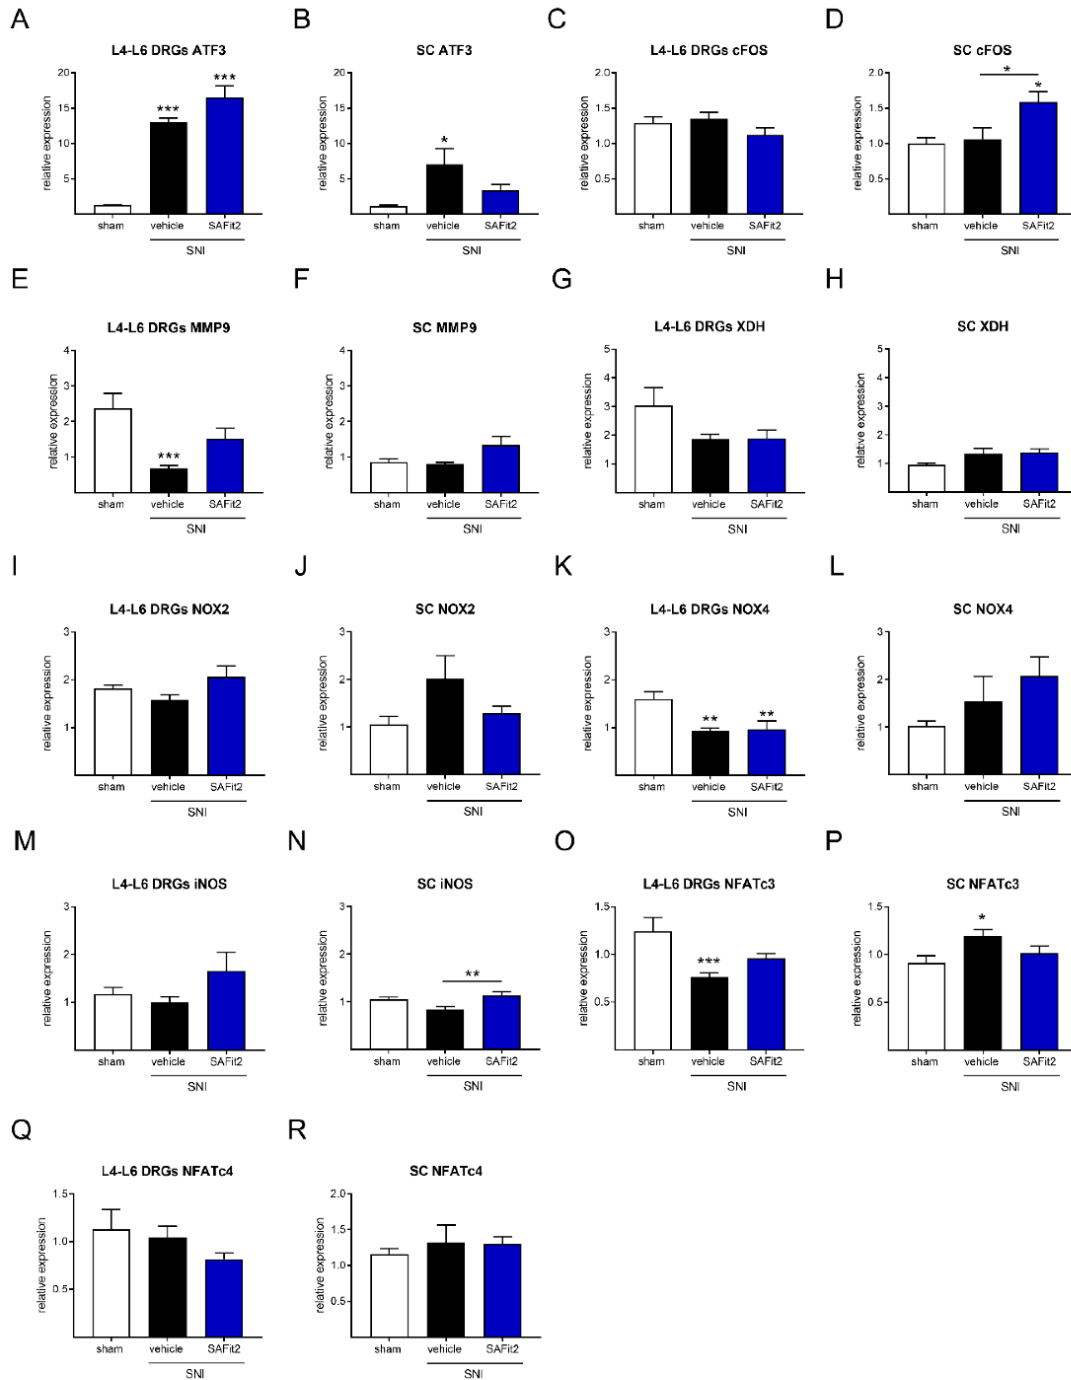 A
L4-L6 DRGs ATF3
relative expression
20
15
10
5
***
***
sham
vehicle
SAFit2
SNI
B
SC ATF3
relative expression
20
15
10
5
*
sham
vehicle
SAFit2
SNI
C
L4-L6 DRGs cFOS
relative expression
2.0
1.5
1.0
0.5
sham
vehicle
SAFit2
SNI
D
SC cFOS
relative expression
2.0
1.5
1.0
0.5
*
*
sham
vehicle
SAFit2
SNI
E
L4-L6 DRGs MMP9
relative expression
4
3
2
1
***
sham
vehicle
SAFit2
SNI
F
SC MMP9
relative expression
4
3
2
1
sham
vehicle
SAFit2
SNI
G
L4-L6 DRGs XDH
relative expression
5
4
3
2
1
sham
vehicle
SAFit2
SNI
H
SC XDH
relative expression
5
4
3
2
1
sham
vehicle
SAFit2
SNI
I
L4-L6 DRGs NOX2
relative expression
3
2
1
sham
vehicle
SAFit2
SNI
J
SC NOX2
relative expression
3
2
1
sham
vehicle
SAFit2
SNI
K
L4-L6 DRGs NOX4
relative expression
3
2
1
**
**
sham
vehicle
SAFit2
SNI
L
SC NOX4
relative expression
3
2
1
sham
vehicle
SAFit2
SNI
M
L4-L6 DRGs iNOS
relative expression
3
2
1
sham
vehicle
SAFit2
SNI
N
SC iNOS
relative expression
3
2
1
**
sham
vehicle
SAFit2
SNI
O
L4-L6 DRGs NFATc3
relative expression
1.5
1.0
0.5
***
sham
vehicle
SAFit2
SNI
P
SC NFATc3
relative expression
1.5
1.0
0.5
*
sham
vehicle
SAFit2
SNI
Q
L4-L6 DRGs NFATc4
relative expression
1.5
1.0
0.5
sham
vehicle
SAFit2
SNI
R
SC NFATc4
relative expression
2.0
1.5
1.0
0.5
sham
vehicle
SAFit2
SNI